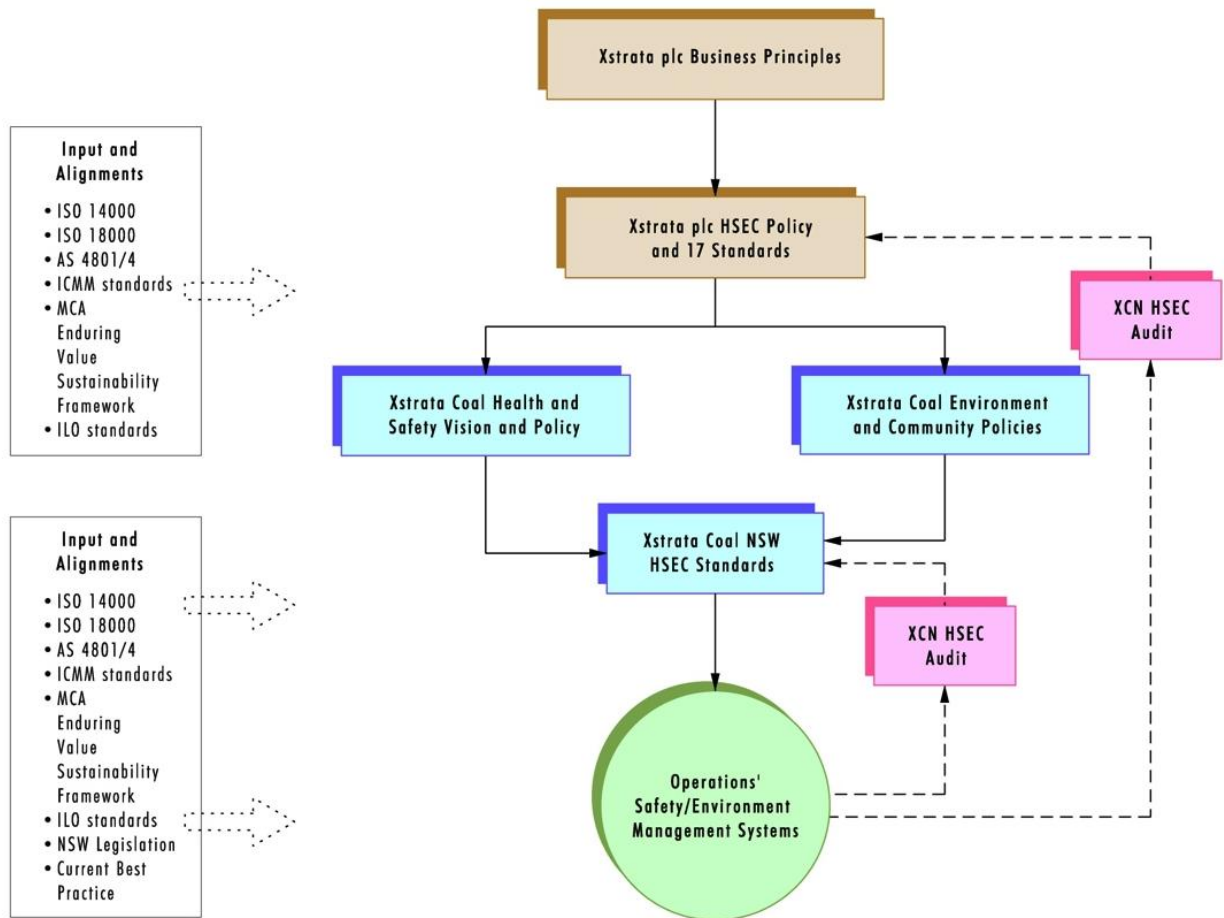 Xstrata plc Business Principles
Input and
Alignments
• ISO 14000
• ISO 18000
• AS 4801/4
• ICMM standards
• MCA
Enduring
Value
Sustainability
Framework
• ILO standards
Xstrata plc HSEC Policy
and 17 Standards
XCN HSEC
Audit
Xstrata Coal Health and
Safety Vision and Policy
Xstrata Coal Environment
and Community Policies
Input and
Alignments
• ISO 14000
• ISO 18000
• AS 4801/4
• ICMM standards
• MCA
Enduring
Value
Sustainability
Framework
• ILO standards
• NSW Legislation
• Current Best
Practice
Xstrata Coal NSW
HSEC Standards
XCN HSEC
Audit
Operations'
Safety/Environment
Management Systems